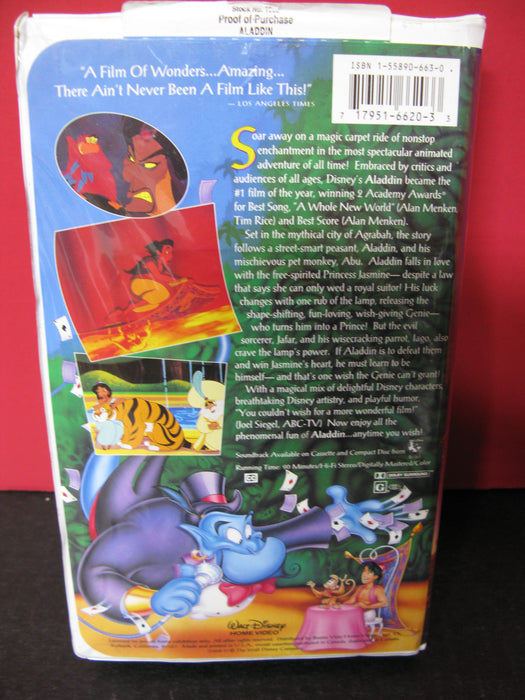 Proof of Purchase
ALADDIN
"A Film Of Wonders...Amazing...
There Ain't Never Been A Film Like This!"
— LOS ANGELES TIMES
ISBN 1-55890-663-0
7 17951-6620-3 3
Soar away on a magic carpet ride of nonstop
enchantment in the most spectacular animated
adventure of all time! Embraced by critics and
audiences of all ages, Disney's Aladdin became the
#1 film of the year, winning 2 Academy Awards®
for Best Song, "A Whole New World" (Alan Menken,
Tim Rice) and Best Score (Alan Menken).
Set in the mythical city of Agrabah, the story
follows a street-smart peasant, Aladdin, and his
mischievous pet monkey, Abu. Aladdin falls in love
with the free-spirited Princess Jasmine— despite a law
that says she can only wed a royal suitor! His luck
changes with one rub of the lamp, releasing the
shape-shifting, fun-loving, wish-giving Genie—
who turns him into a Prince! But the evil
sorcerer, Jafar, and his wisecracking parrot, Iago, also
crave the lamp's power. If Aladdin is to defeat them
and win Jasmine's heart, he must learn to be
himself— and that's one wish the Genie can't grant!
With a magical mix of delightful Disney characters,
breathtaking Disney artistry, and playful humor,
"You couldn't wish for a more wonderful film!"
(Joel Siegel, ABC-TV) Now enjoy all the
phenomenal fun of Aladdin...anytime you wish!
Soundtrack Available on Cassette and Compact Disc from
Running Time: 90 Minutes/Hi-Fi Stereo/Digitally Mastered/Color
CC
DOLBY SURROUND
G
Walt Disney
HOME VIDEO